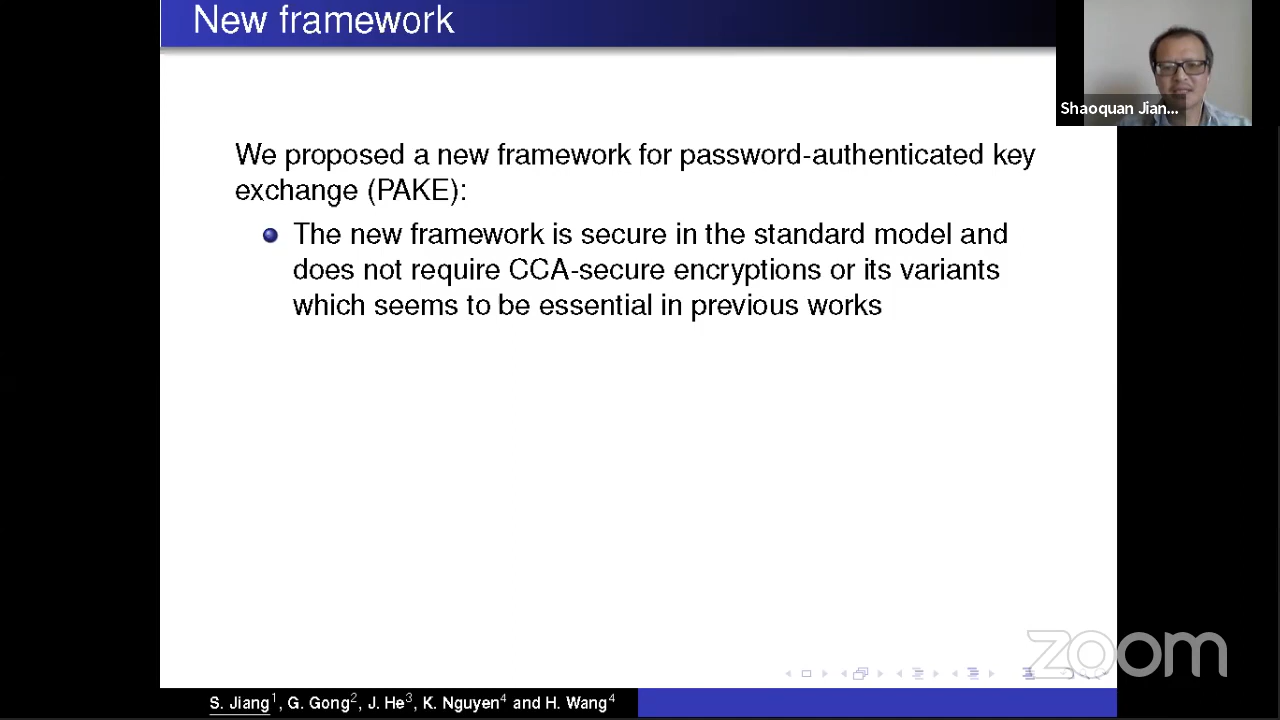 New framework
Shaoquan Jian...
We proposed a new framework for password-authenticated key
exchange (PAKE):
The new framework is secure in the standard model and
does not require CCA-secure encryptions or its variants
which seems to be essential in previous works
zoom
S. Jiang¹, G. Gong², J. He³, K. Nguyen⁴ and H. Wang⁴